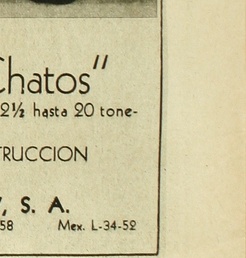 Chatos"
2½ hasta 20 tone-
TRUCCION
, S. A.
58 Mex. L-34-52